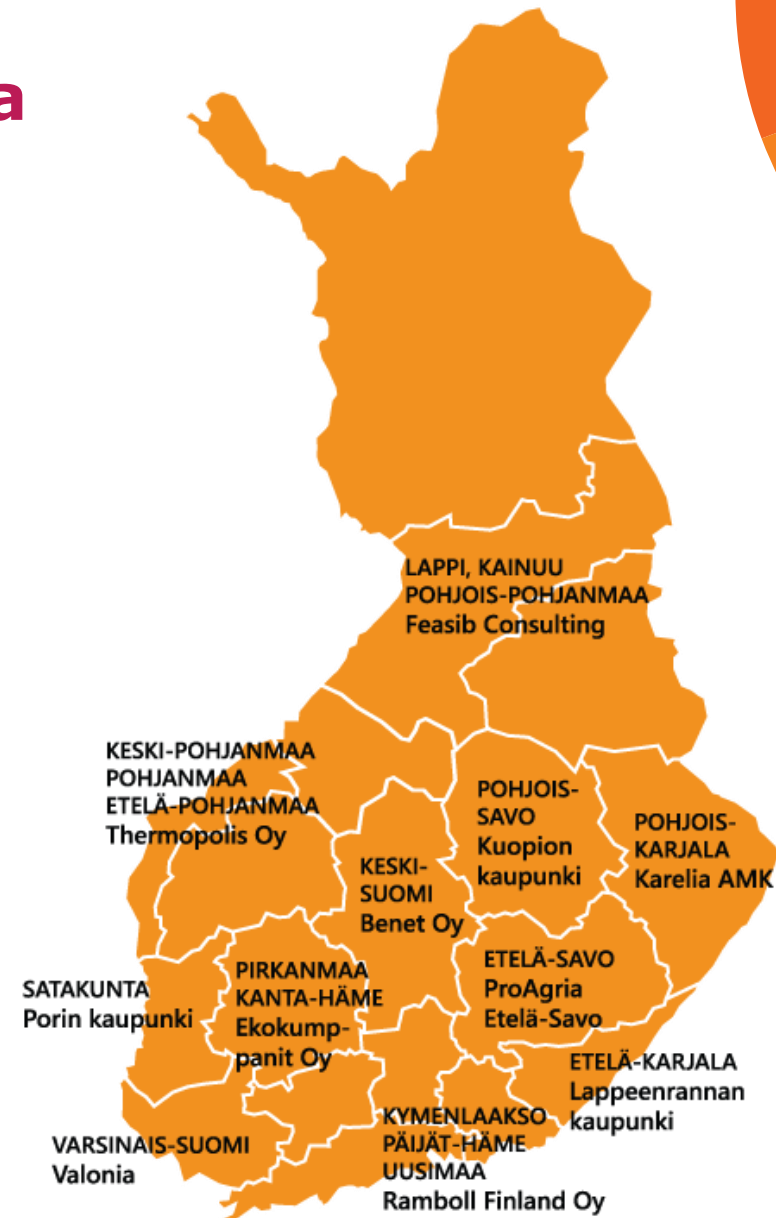 a
LAPPI, KAINUU
POHJOIS-POHJANMAA
Feasib Consulting
KESKI-POHJANMAA
POHJANMAA
ETELÄ-POHJANMAA
Thermopolis Oy
POHJOIS-
SAVO
Kuopion
kaupunki
POHJOIS-
KARJALA
Karelia AMK
KESKI-
SUOMI
Benet Oy
ETELÄ-SAVO
ProAgria
Etelä-Savo
PIRKANMAA
KANTA-HÄME
Ekokump-
panit Oy
SATAKUNTA
Porin kaupunki
ETELÄ-KARJALA
Lappeenrannan
kaupunki
VARSINAIS-SUOMI
Valonia
KYMENLAAKSO
PÄIJÄT-HÄME
UUSIMAA
Ramboll Finland Oy